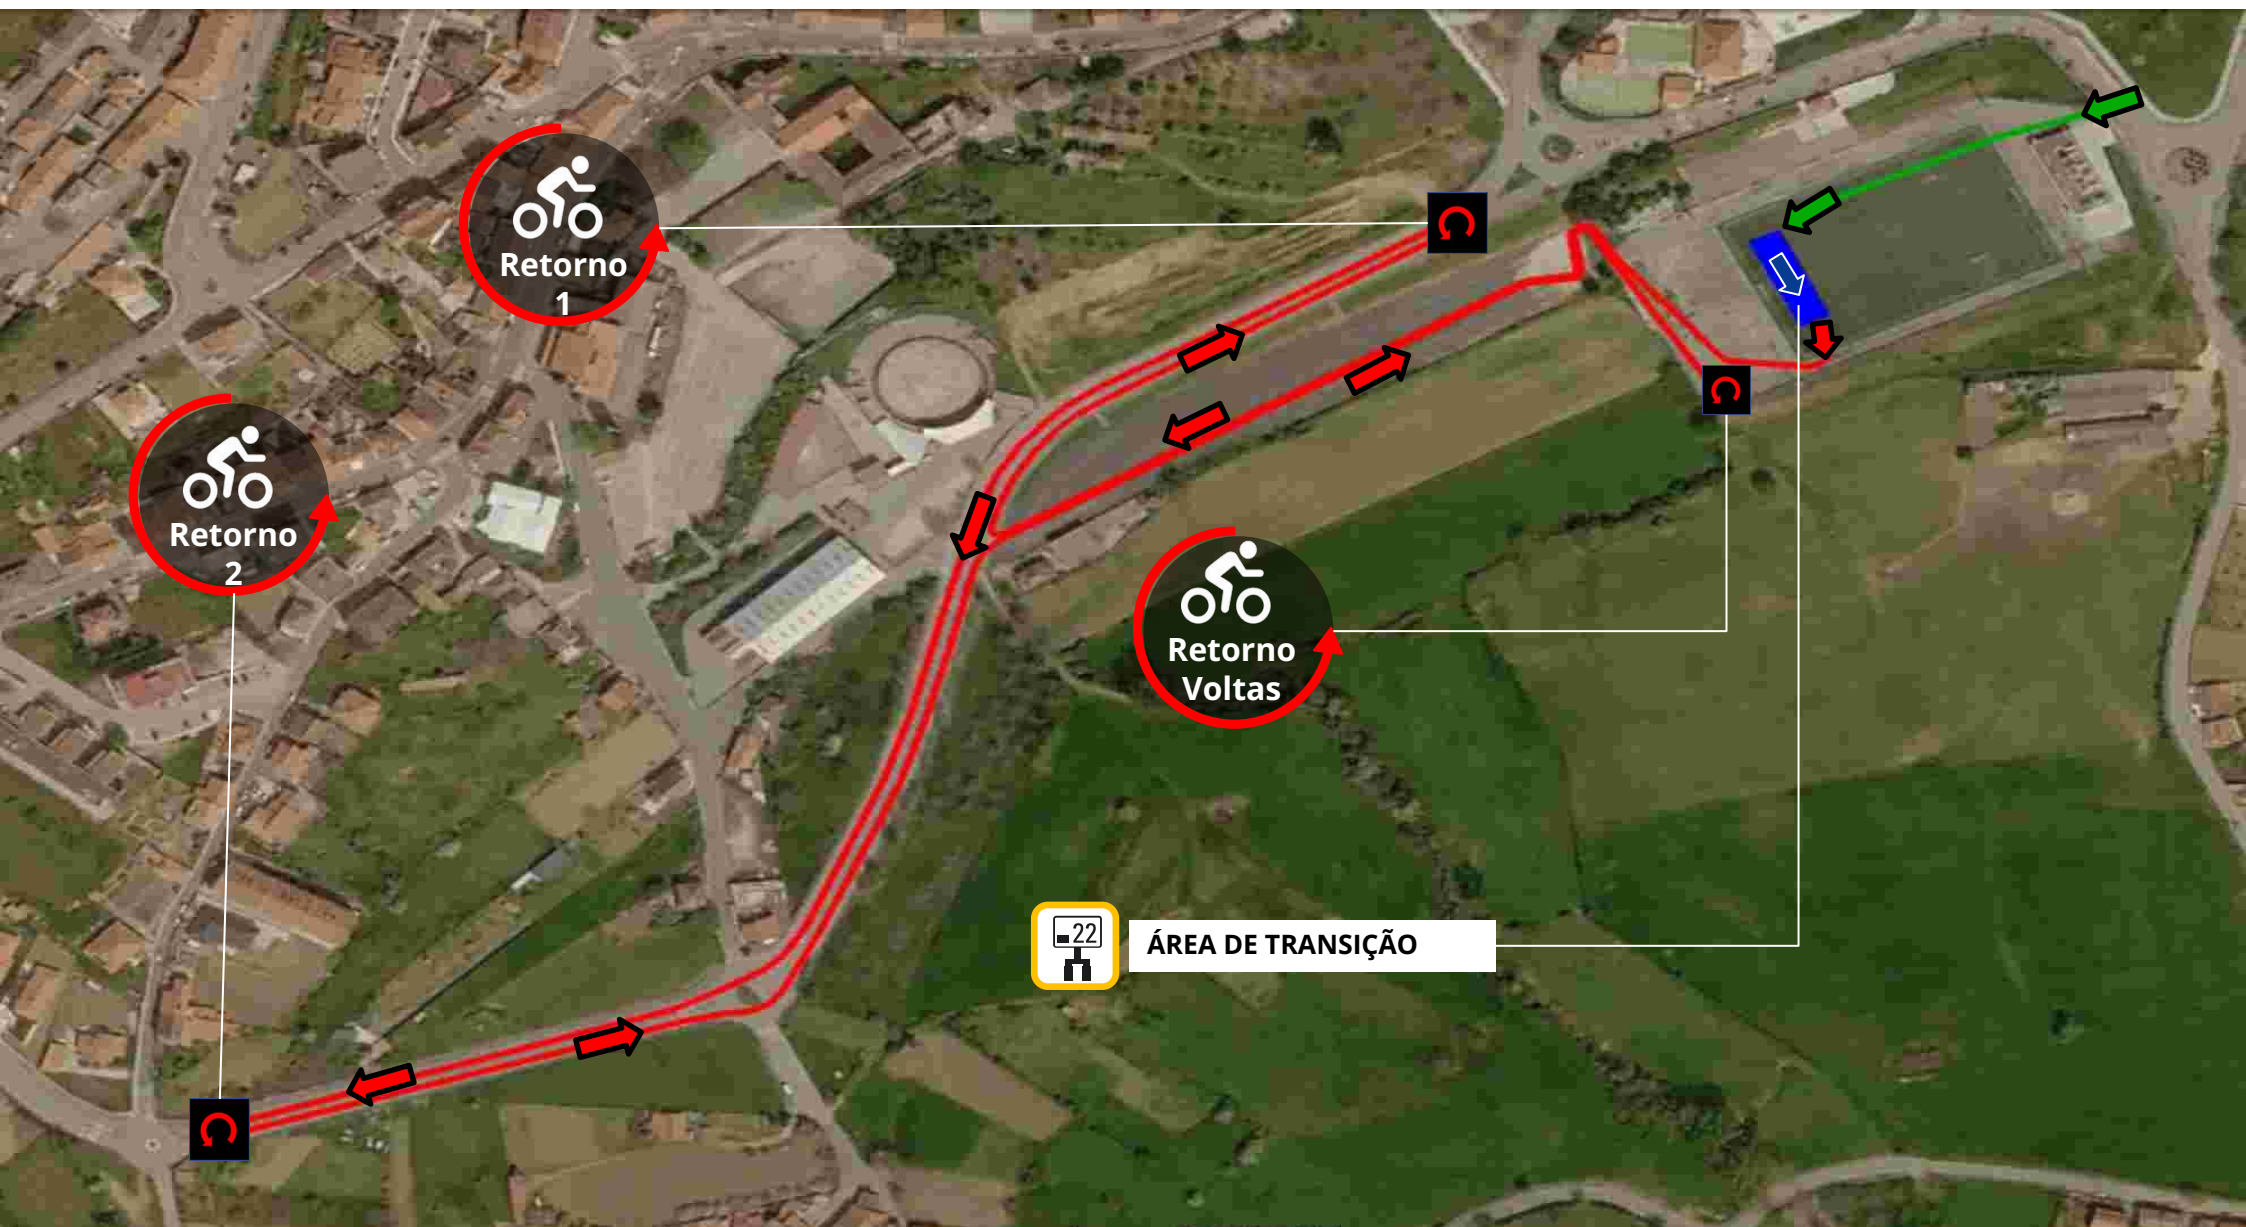 Retorno
1
Retorno
2
Retorno
Voltas
22
ÁREA DE TRANSIÇÃO